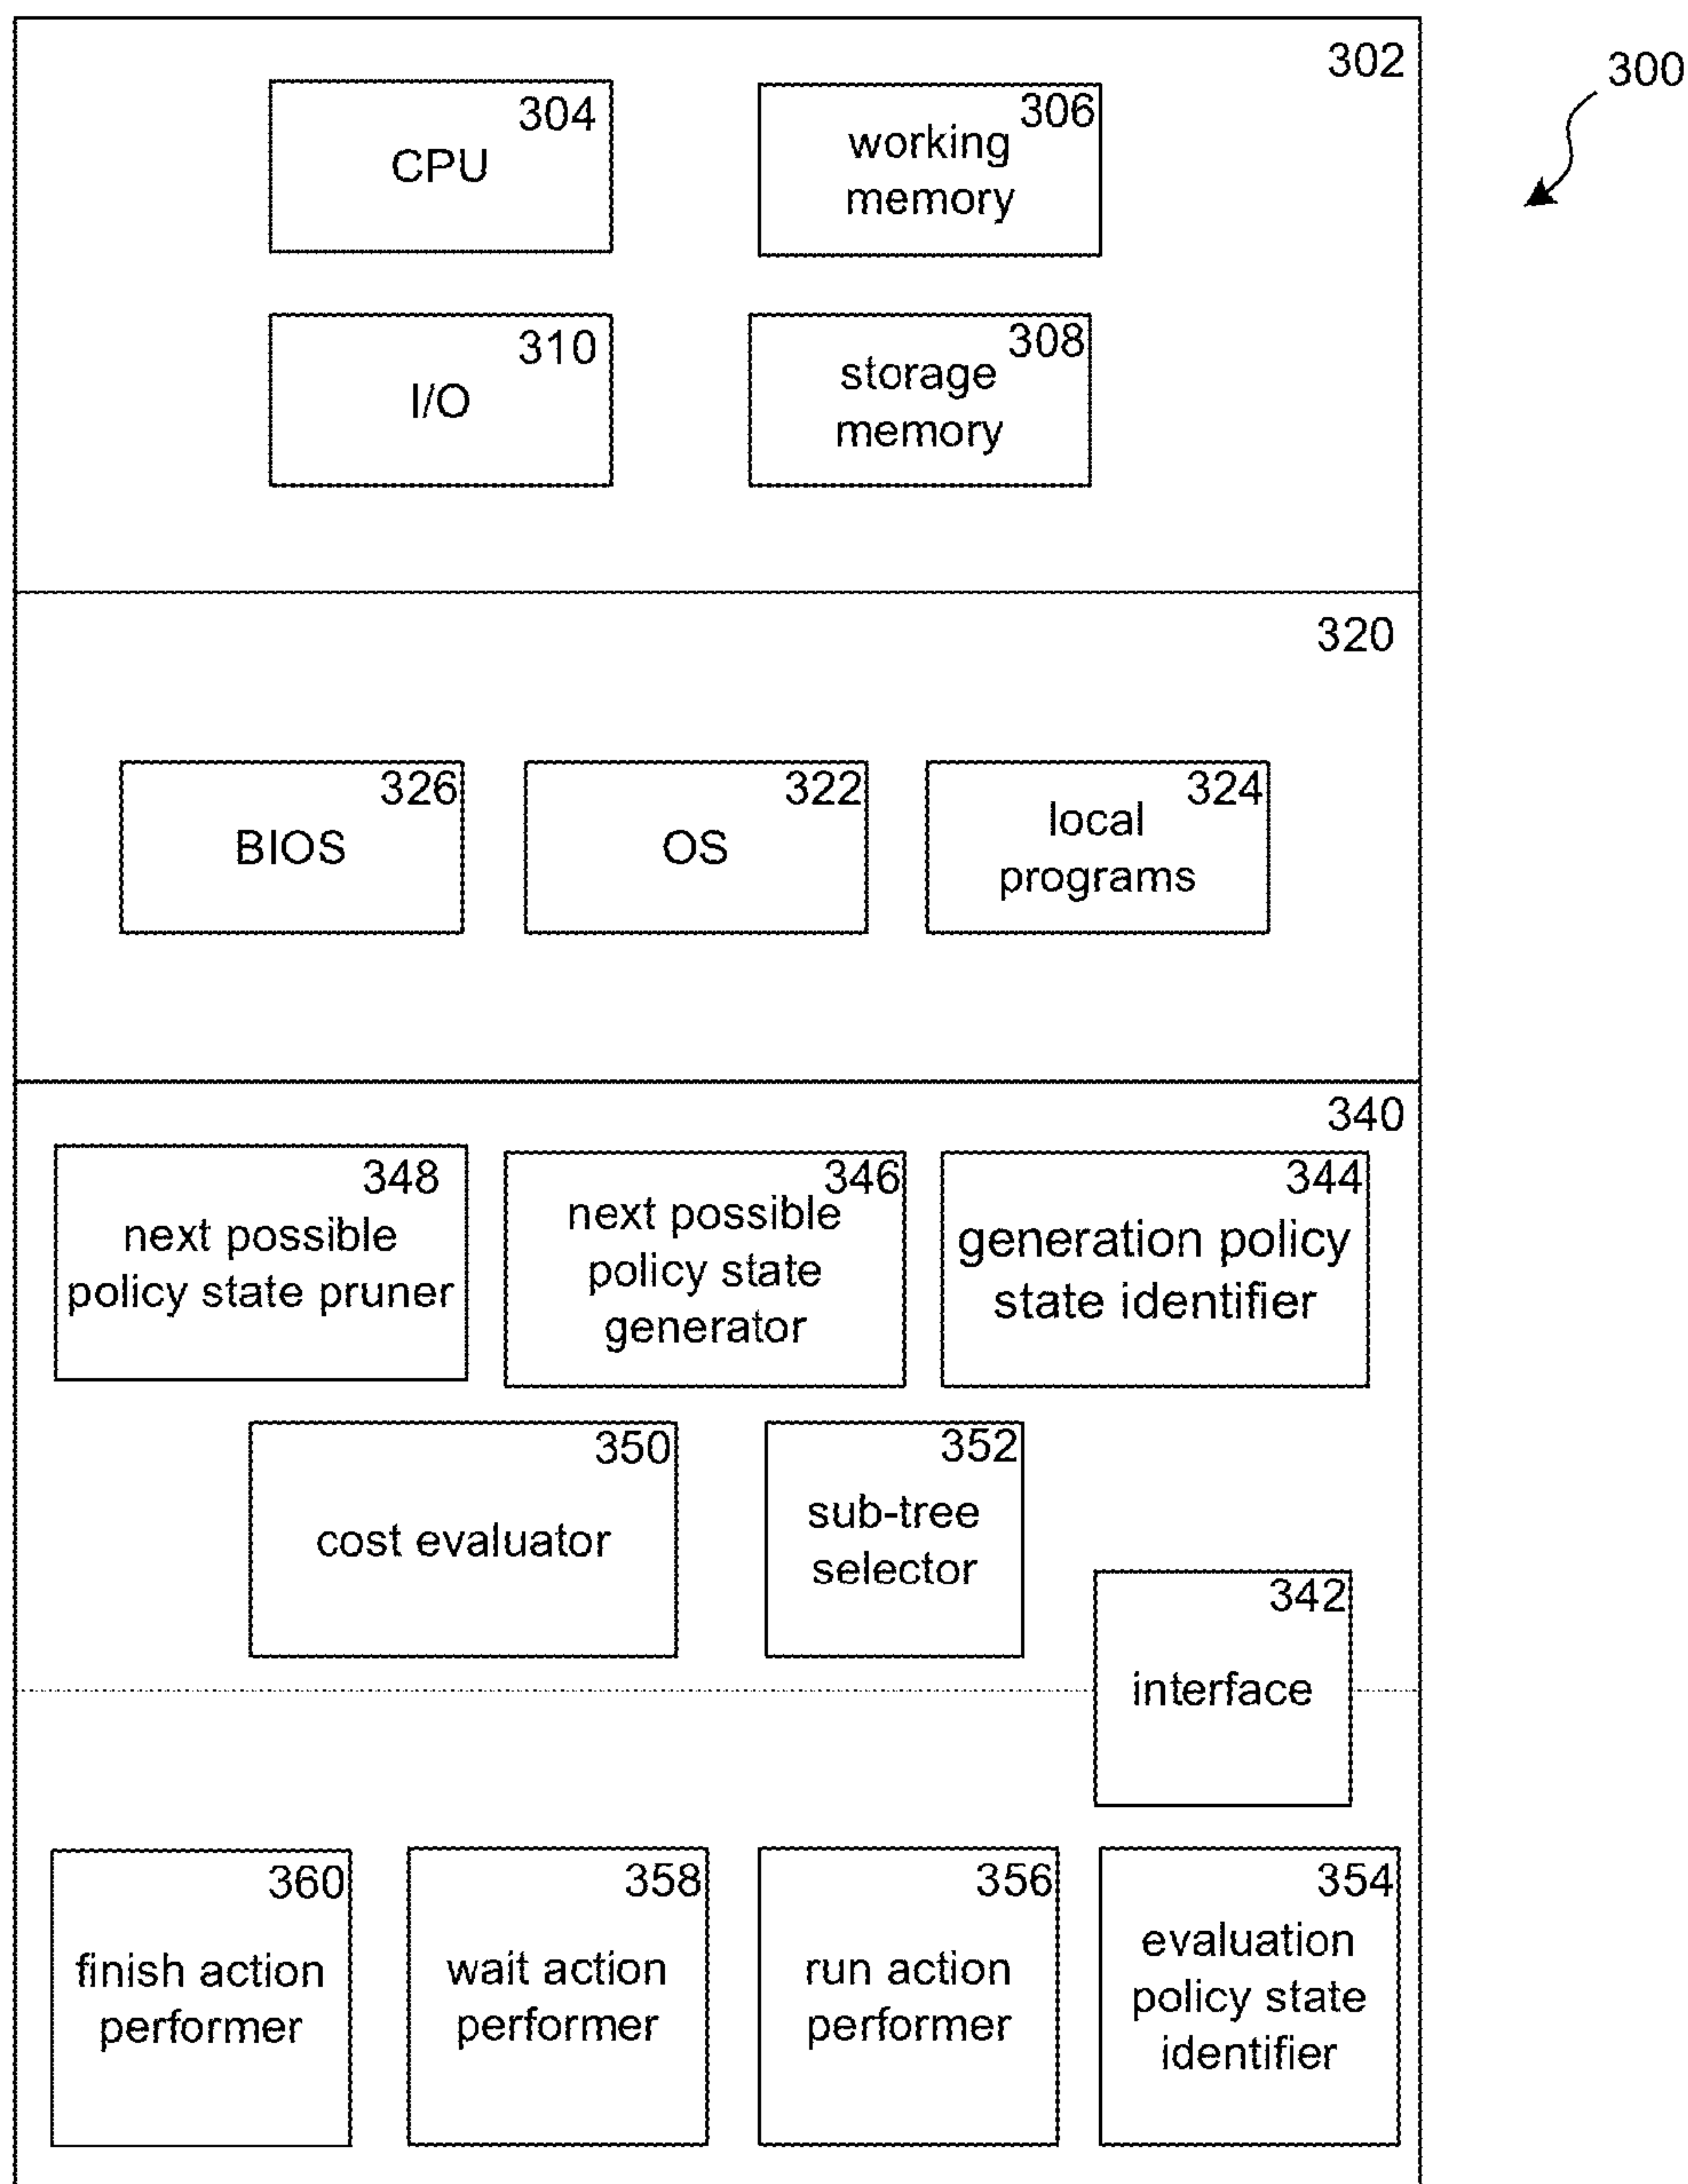 302
300
304
CPU
306
working
memory
310
I/O
308
storage
memory
320
326
BIOS
322
OS
324
local
programs
340
348
next possible
policy state pruner
346
next possible
policy state
generator
344
generation policy
state identifier
350
cost evaluator
352
sub-tree
selector
342
interface
360
finish action
performer
358
wait action
performer
356
run action
performer
354
evaluation
policy state
identifier